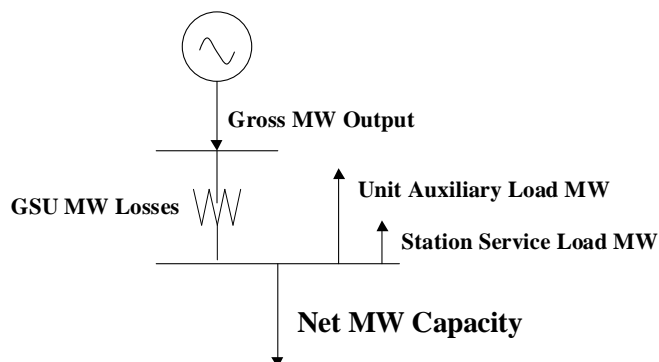 Gross MW Output
Unit Auxiliary Load MW
GSU MW Losses
Station Service Load MW
Net MW Capacity